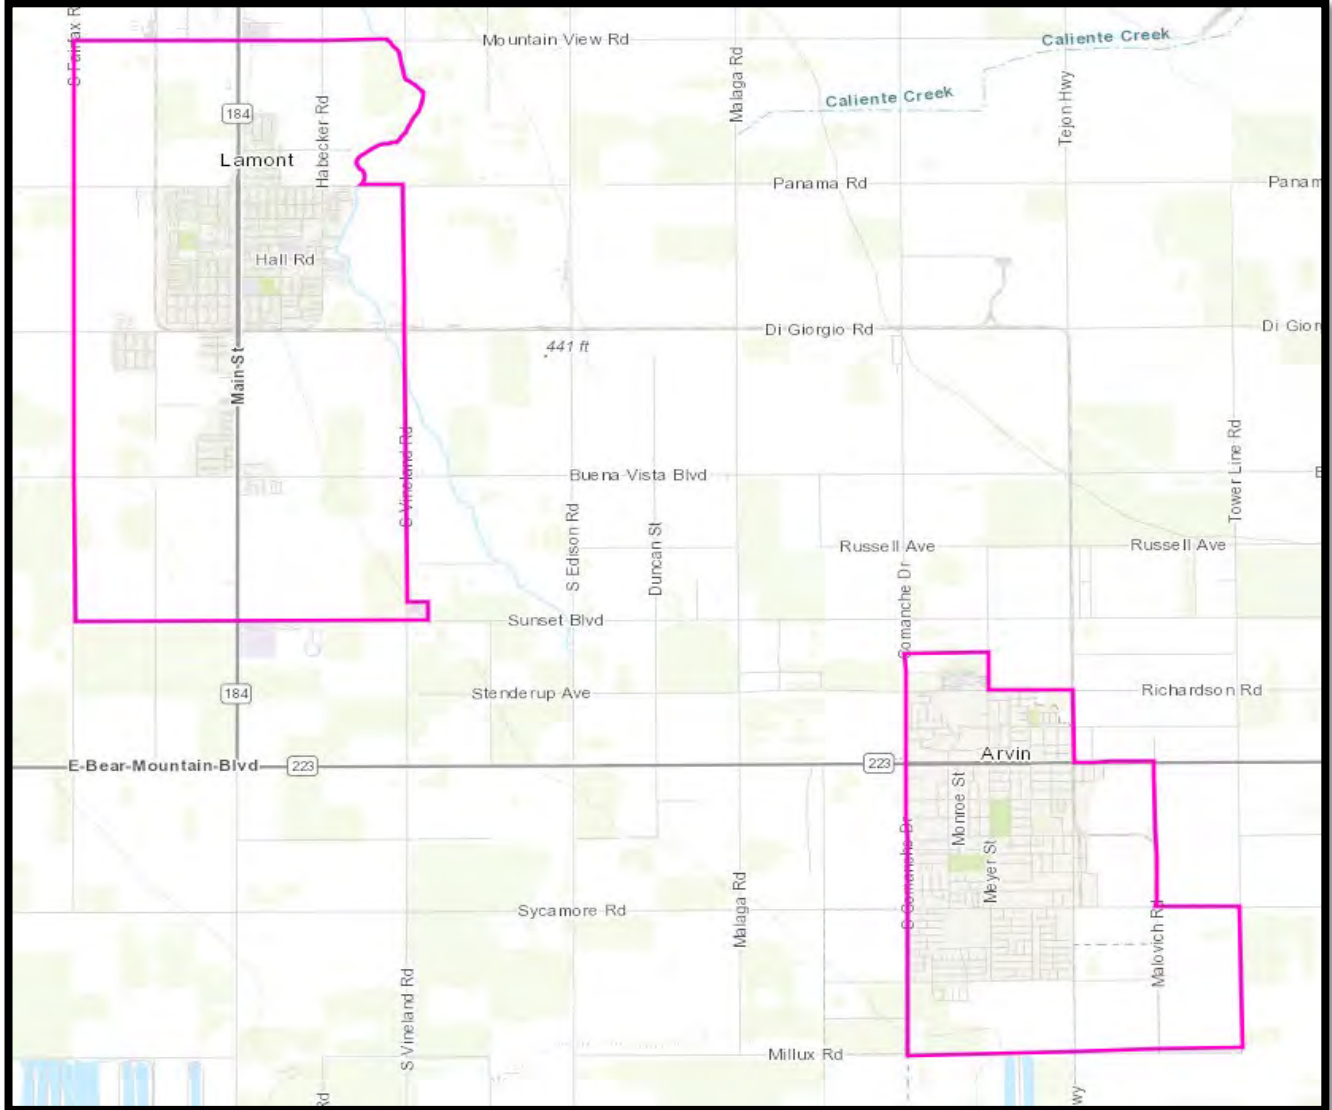 S Fairfax R
Mountain View Rd
Caliente Creek
Malaga Rd
Tejon Hwy
Caliente Creek
184
Habecker Rd
Lamont
Panama Rd
Panam
Hall Rd
Di Giorgio Rd
Di Gior
441 ft
Main St
S Vineland Rd
Buena Vista Blvd
Tower Line Rd
B
S Edison Rd
Duncan St
Russell Ave
Russell Ave
Comanche Dr
Sunset Blvd
184
Stenderup Ave
Richardson Rd
E-Bear-Mountain-Blvd
223
223
Arvin
Monroe St
S Comanche Dr
Meyer St
Malaga Rd
Sycamore Rd
Malovich Rd
S Vineland Rd
Millux Rd
Rd
wy